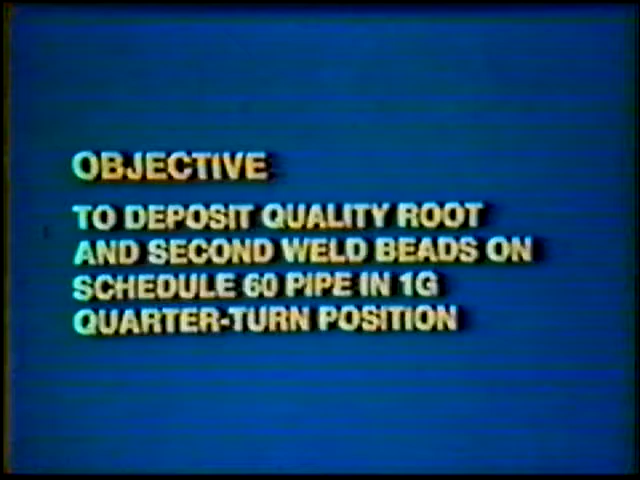 OBJECTIVE
TO DEPOSIT QUALITY ROOT
AND SECOND WELD BEADS ON
SCHEDULE 60 PIPE IN 1G
QUARTER-TURN POSITION